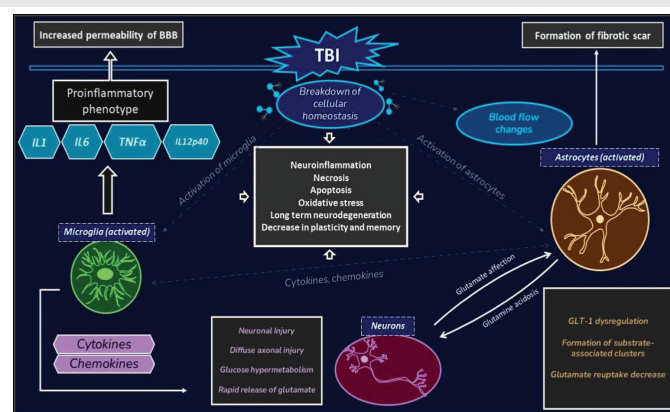 Increased permeability of BBB
TBI
Formation of fibrotic scar
Proinflammatory
phenotype
Breakdown of
cellular
homeostasis
Blood flow
changes
IL1
IL6
TNFα
IL12p40
Activation of microglia
Activation of astrocytes
Astrocytes (activated)
Neuroinflammation
Necrosis
Apoptosis
Oxidative stress
Long term neurodegeneration
Decrease in plasticity and memory
Microglia (activated)
Cytokines, chemokines
Glutamate affection
Glutamine acidosis
Cytokines
Chemokines
Neuronal Injury
Diffuse axonal injury
Glucose hypermetabolism
Rapid release of glutamate
Neurons
GLT-1 dysregulation
Formation of substrate-
associated clusters
Glutamate reuptake decrease